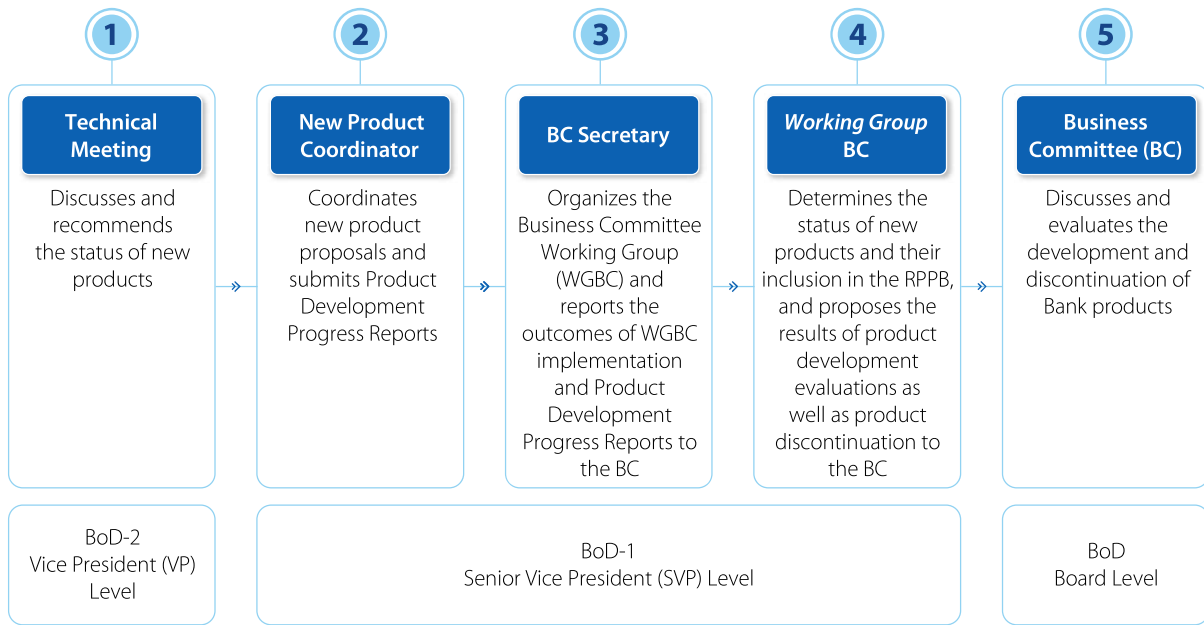 1
Technical
Meeting
Discusses and
recommends
the status of new
products
2
New Product
Coordinator
Coordinates
new product
proposals and
submits Product
Development
Progress Reports
3
BC Secretary
Organizes the
Business Committee
Working Group
(WGBC) and
reports the
outcomes of WGBC
implementation
and Product
Development
Progress Reports to
the BC
4
Working Group
BC
Determines the
status of new
products and their
inclusion in the RPPB,
and proposes the
results of product
development
evaluations as
well as product
discontinuation to
the BC
5
Business
Committee (BC)
Discusses and
evaluates the
development and
discontinuation of
Bank products
BoD-2
Vice President (VP)
Level
BoD-1
Senior Vice President (SVP) Level
BoD
Board Level